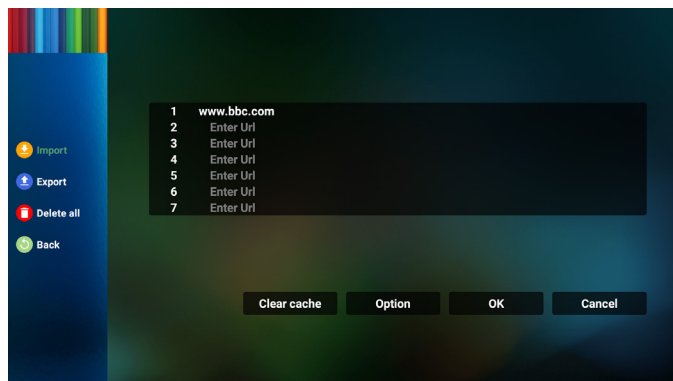 Import
Export
Delete all
Back
1 www.bbc.com
2 Enter Url
3 Enter Url
4 Enter Url
5 Enter Url
6 Enter Url
7 Enter Url
Clear cache Option OK Cancel